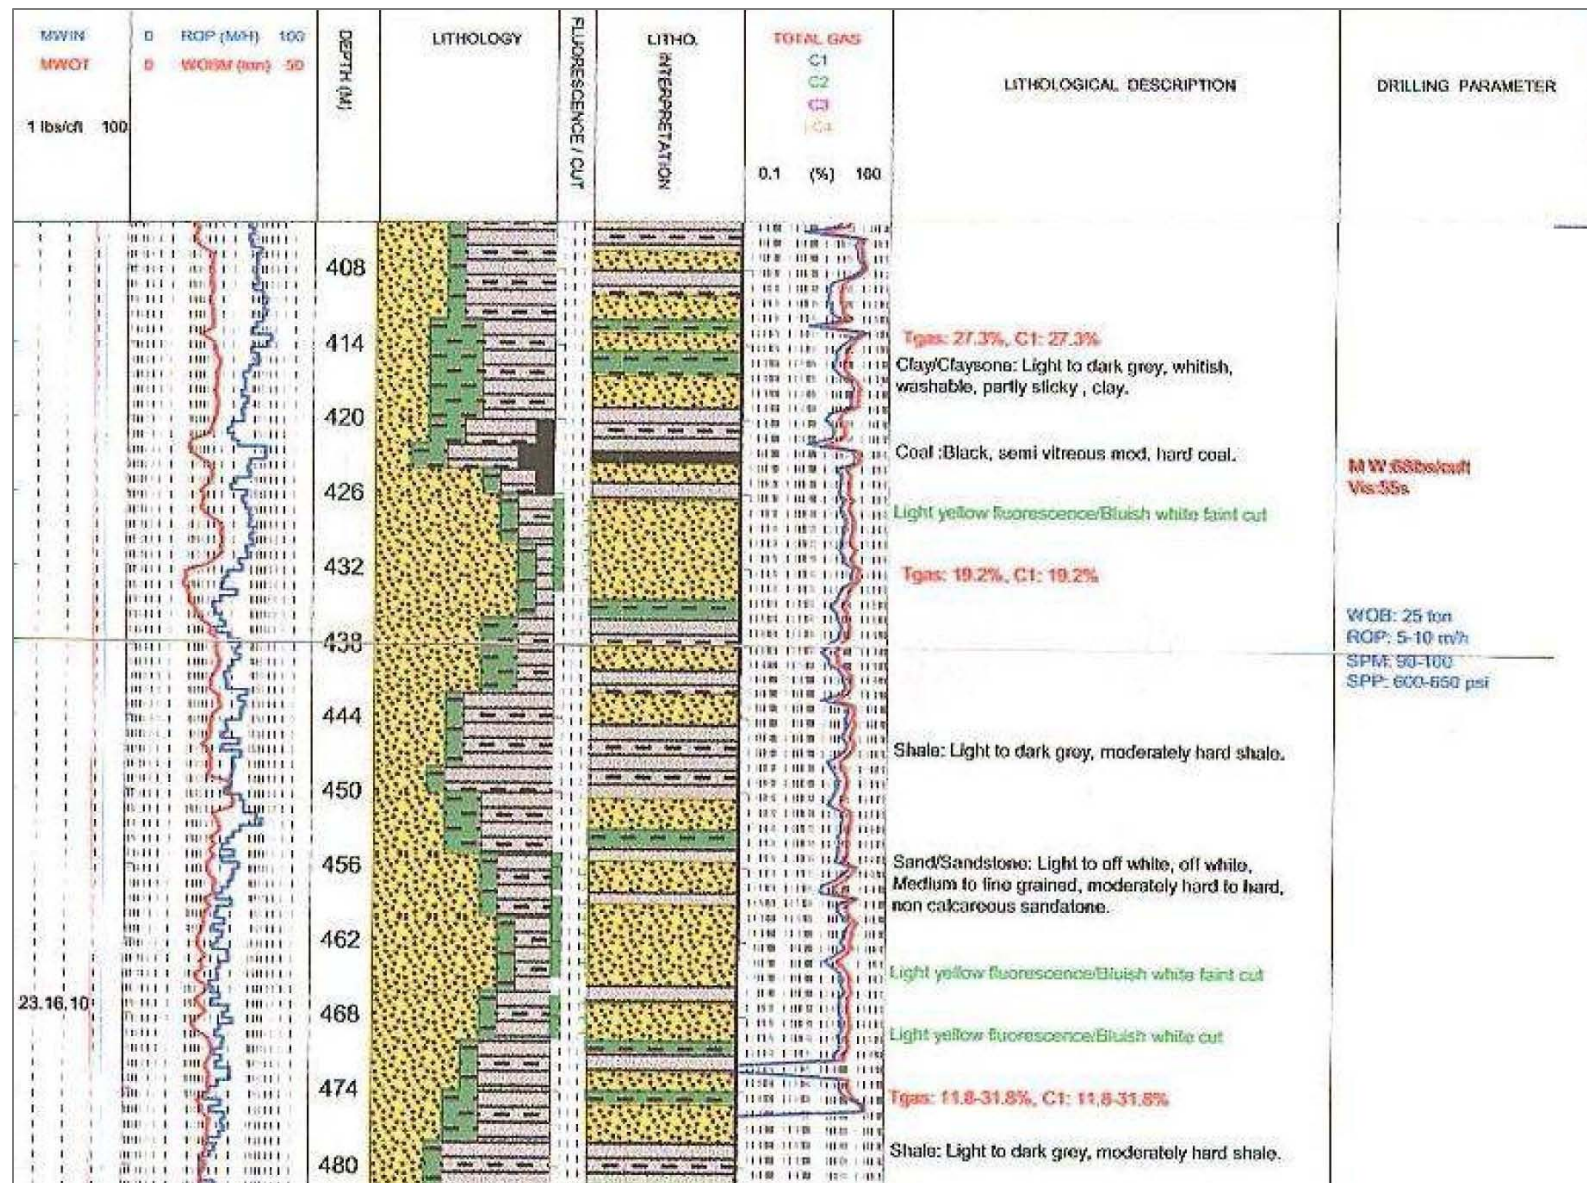 MWIN
MWOT
1 lbs/cft 100
0 ROP (M/H) 100
0 WOBM (ton) 50
DEPTH (M)
LITHOLOGY
FLUORESCENCE / CUT
LITHO.
INTERPRETATION
TOTAL GAS
C1
C2
C3
C4
0.1 (%) 100
LITHOLOGICAL DESCRIPTION
DRILLING PARAMETER
408
414
420
426
432
438
444
450
456
462
468
474
480
23.16,10
Tgas: 27.3%, C1: 27.3%
Clay/Claysone: Light to dark grey, whitish,
washable, partly sticky , clay.
Coal :Black, semi vitreous mod. hard coal.
Light yellow fluorescence/Bluish white faint cut
Tgas: 19.2%, C1: 19.2%
Shale: Light to dark grey, moderately hard shale.
Sand/Sandstone: Light to off white, off white,
Medium to fine grained, moderately hard to hard,
non calcareous sandatone.
Light yellow fluorescence/Bluish white faint cut
Light yellow fluorescence/Bluish white cut
Tgas: 11.8-31.8%, C1: 11.8-31.8%
Shale: Light to dark grey, moderately hard shale.
M W:68lbs/cuft
Vis:55s
WOB: 25 ton
ROP: 5-10 m/h
SPM: 90-100
SPP: 600-650 psi